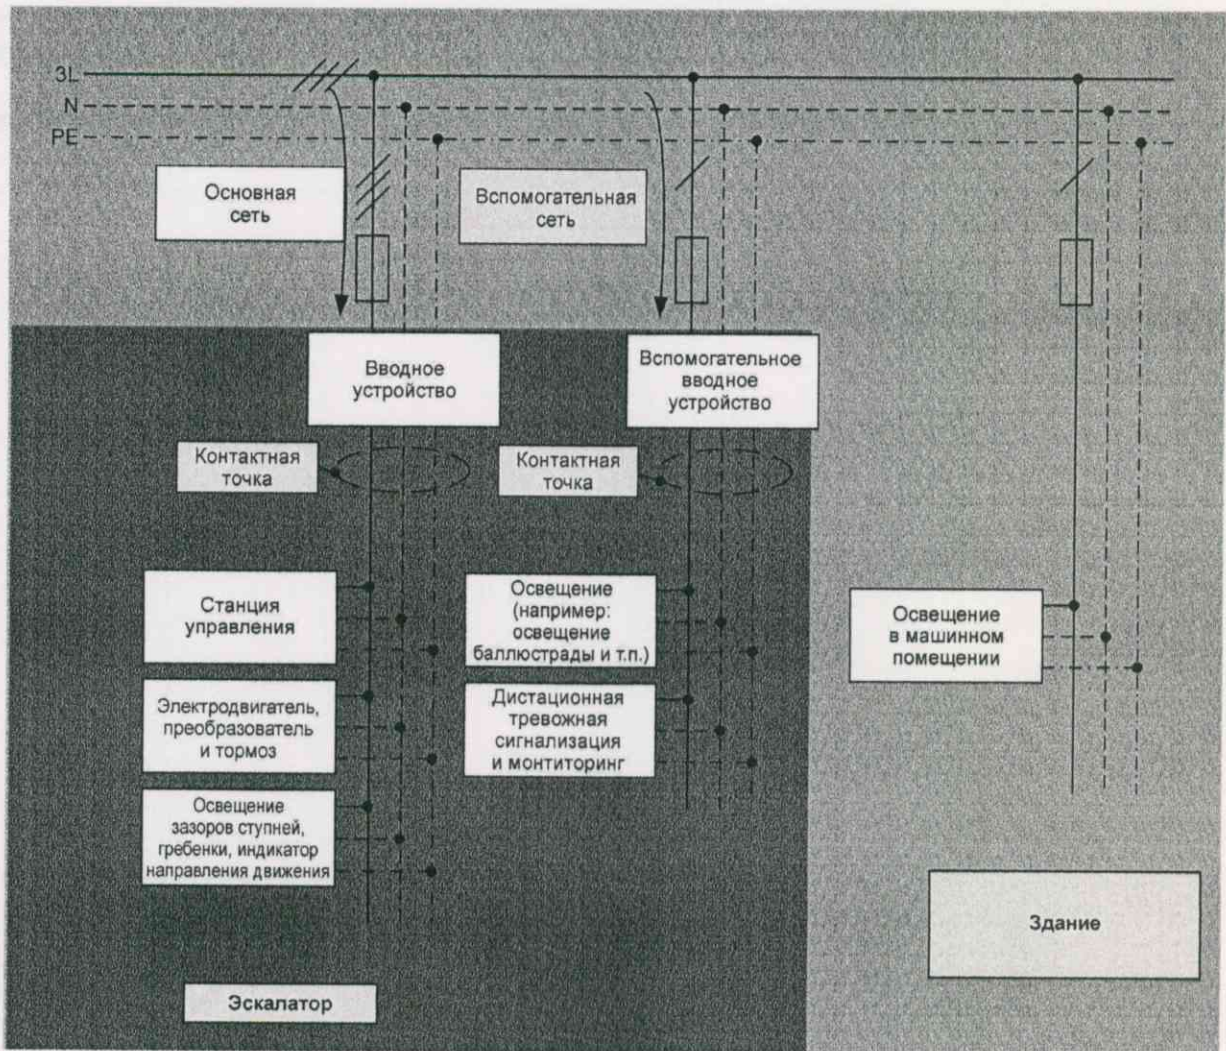 3L
N
PE
Основная
сеть
Вспомогательная
сеть
Вводное
устройство
Вспомогательное
вводное
устройство
Контактная
точка
Контактная
точка
Станция
управления
Освещение
(например:
освещение
баллюстрады и т.п.)
Освещение
в машинном
помещении
Электродвигатель,
преобразователь
и тормоз
Дистационная
тревожная
сигнализация
и монтиторинг
Освещение
зазоров ступней,
гребенки, индикатор
направления движения
Здание
Эскалатор